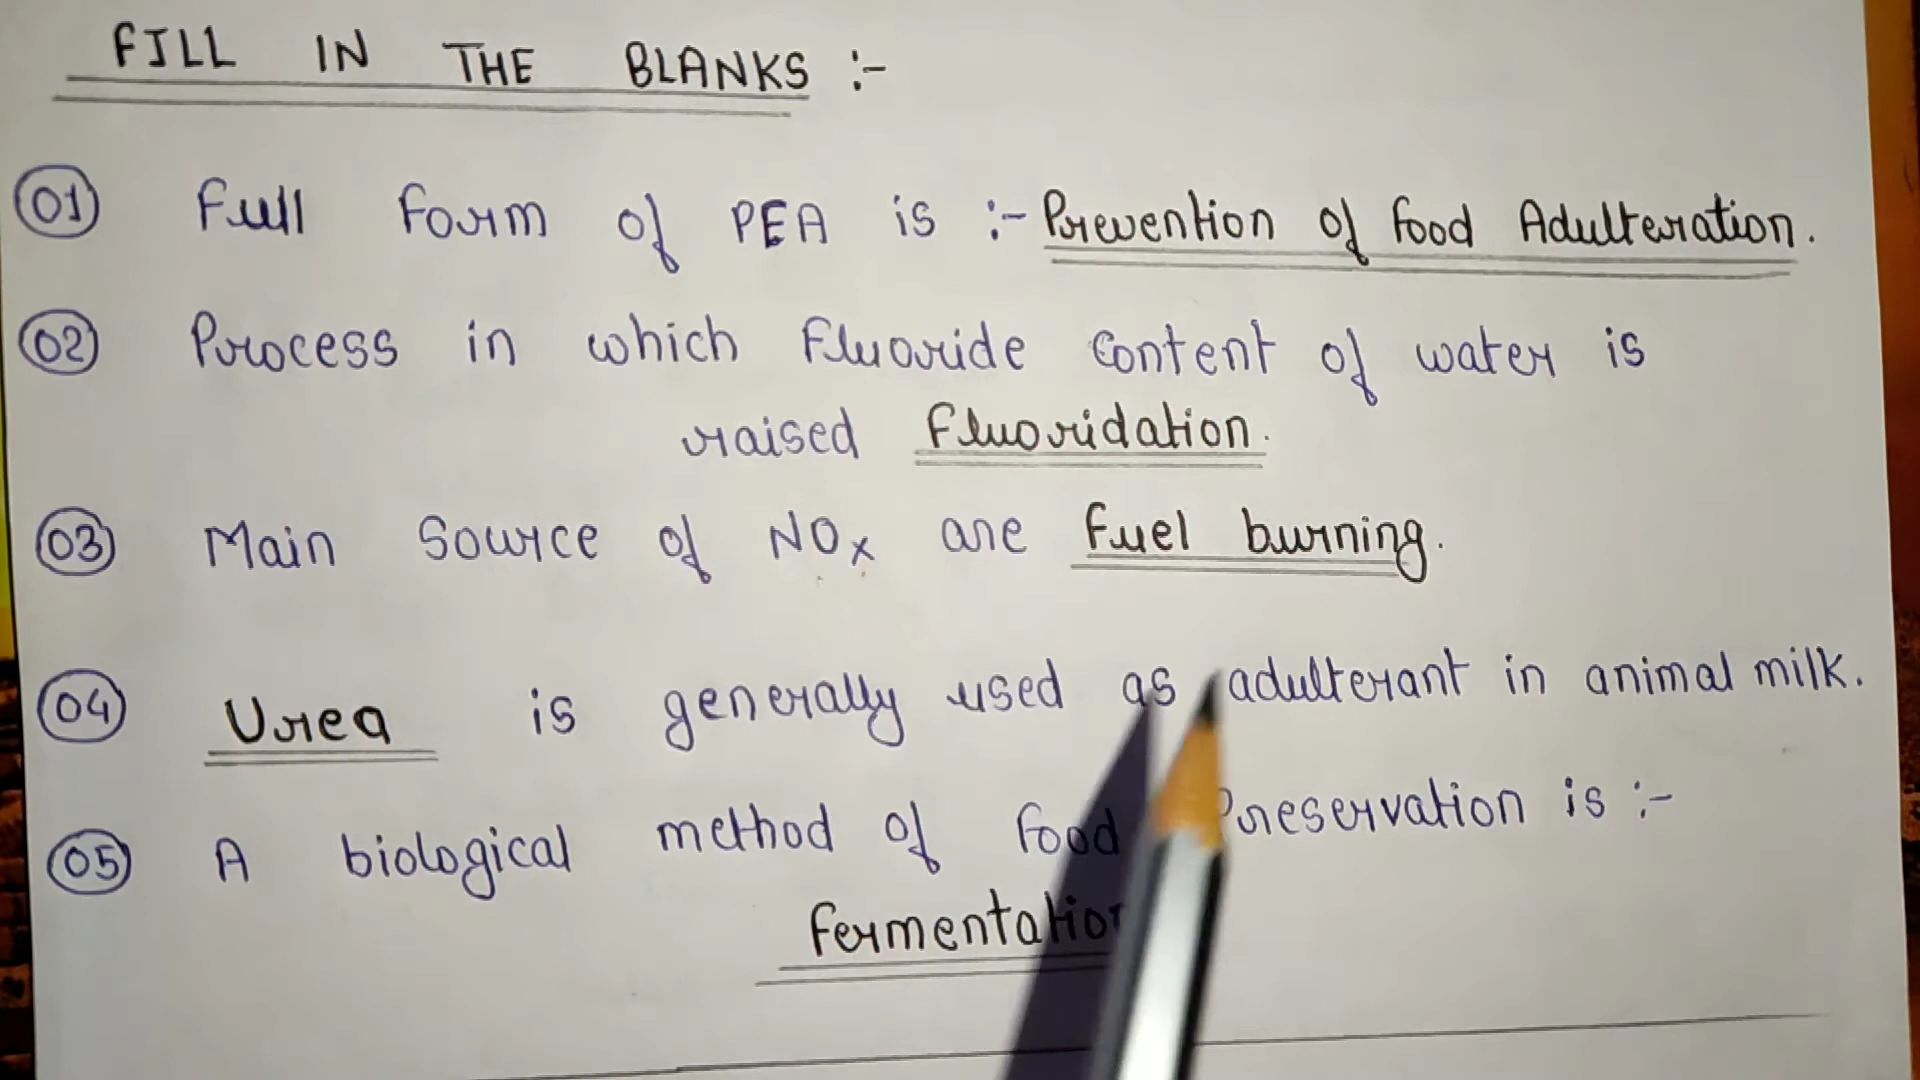 FILL IN THE BLANKS :-
01 Full Form of PEA is :- Prevention of Food Adulteration.
02 Process in which Fluoride Content of water is
raised Fluoridation.
03 Main Source of NOx are Fuel burning.
04 Urea is generally used as adulterant in animal milk.
05 A biological method of Food Preservation is :-
Fermentation